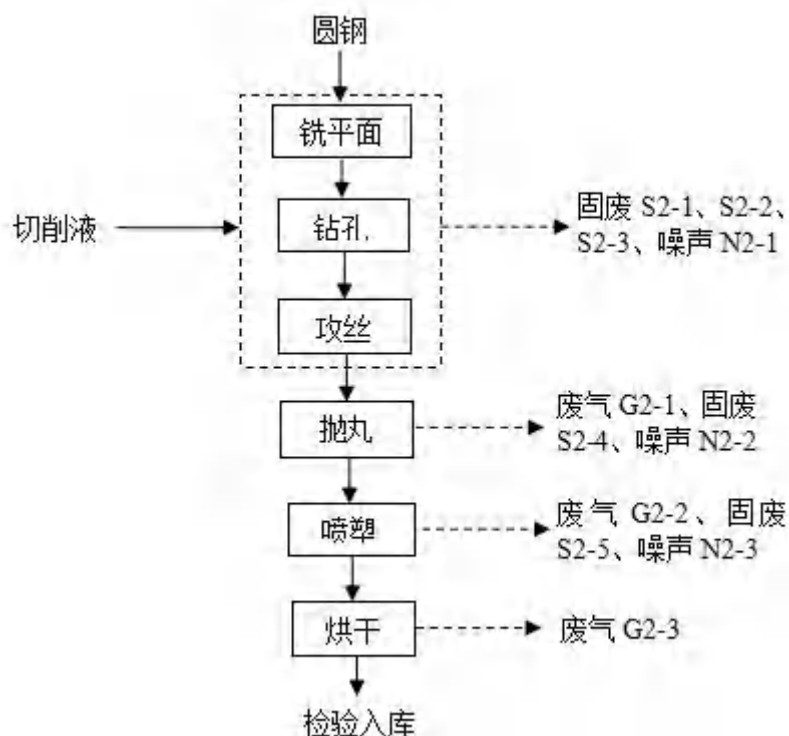 圆钢
铣平面
切削液
钻孔
固废 S2-1、S2-2、
S2-3、噪声 N2-1
攻丝
抛丸
废气 G2-1、固废
S2-4、噪声 N2-2
喷塑
废气 G2-2、固废
S2-5、噪声 N2-3
烘干
废气 G2-3
检验入库